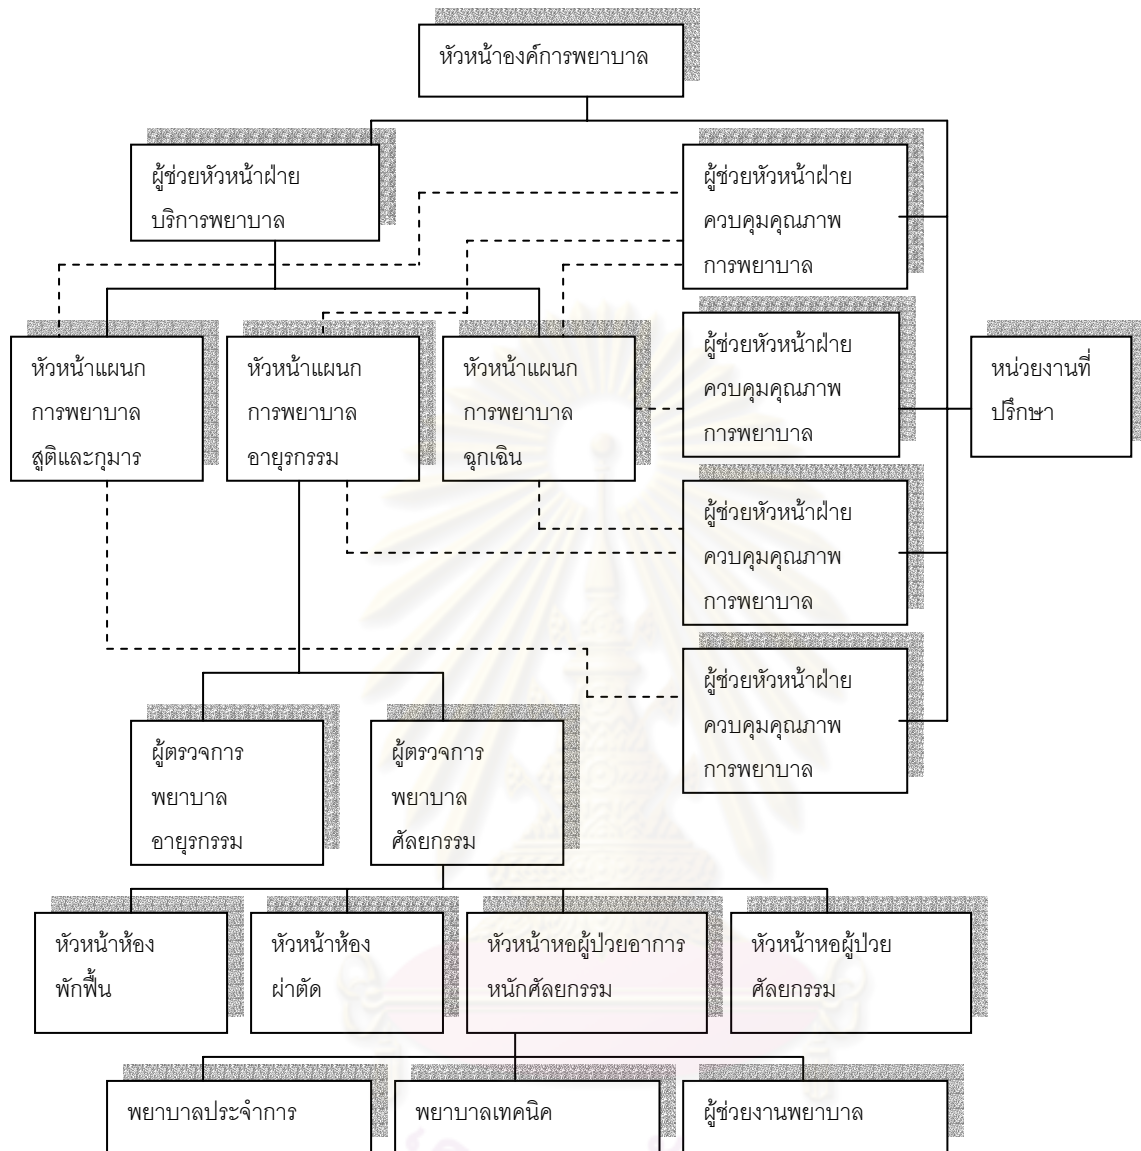 หัวหน้าองค์การพยาบาล
ผู้ช่วยหัวหน้าฝ่าย
บริการพยาบาล
ผู้ช่วยหัวหน้าฝ่าย
ควบคุมคุณภาพ
การพยาบาล
หัวหน้าแผนก
การพยาบาล
สูติและกุมาร
หัวหน้าแผนก
การพยาบาล
อายุรกรรม
หัวหน้าแผนก
การพยาบาล
ฉุกเฉิน
ผู้ช่วยหัวหน้าฝ่าย
ควบคุมคุณภาพ
การพยาบาล
หน่วยงานที่
ปรึกษา
ผู้ช่วยหัวหน้าฝ่าย
ควบคุมคุณภาพ
การพยาบาล
ผู้ช่วยหัวหน้าฝ่าย
ควบคุมคุณภาพ
การพยาบาล
ผู้ตรวจการ
พยาบาล
อายุรกรรม
ผู้ตรวจการ
พยาบาล
ศัลยกรรม
หัวหน้าห้อง
พักฟื้น
หัวหน้าห้อง
ผ่าตัด
หัวหน้าหอผู้ป่วยอาการ
หนักศัลยกรรม
หัวหน้าหอผู้ป่วย
ศัลยกรรม
พยาบาลประจำการ
พยาบาลเทคนิค
ผู้ช่วยงานพยาบาล